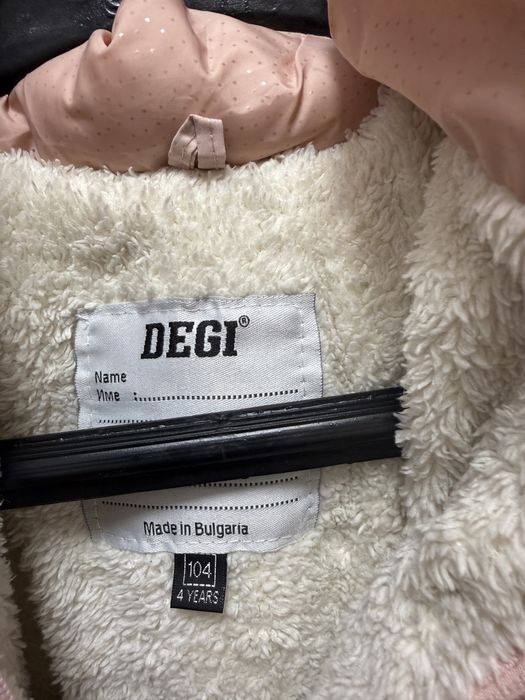 DEGI®
Name
Име :
Made in Bulgaria
104
4 YEARS